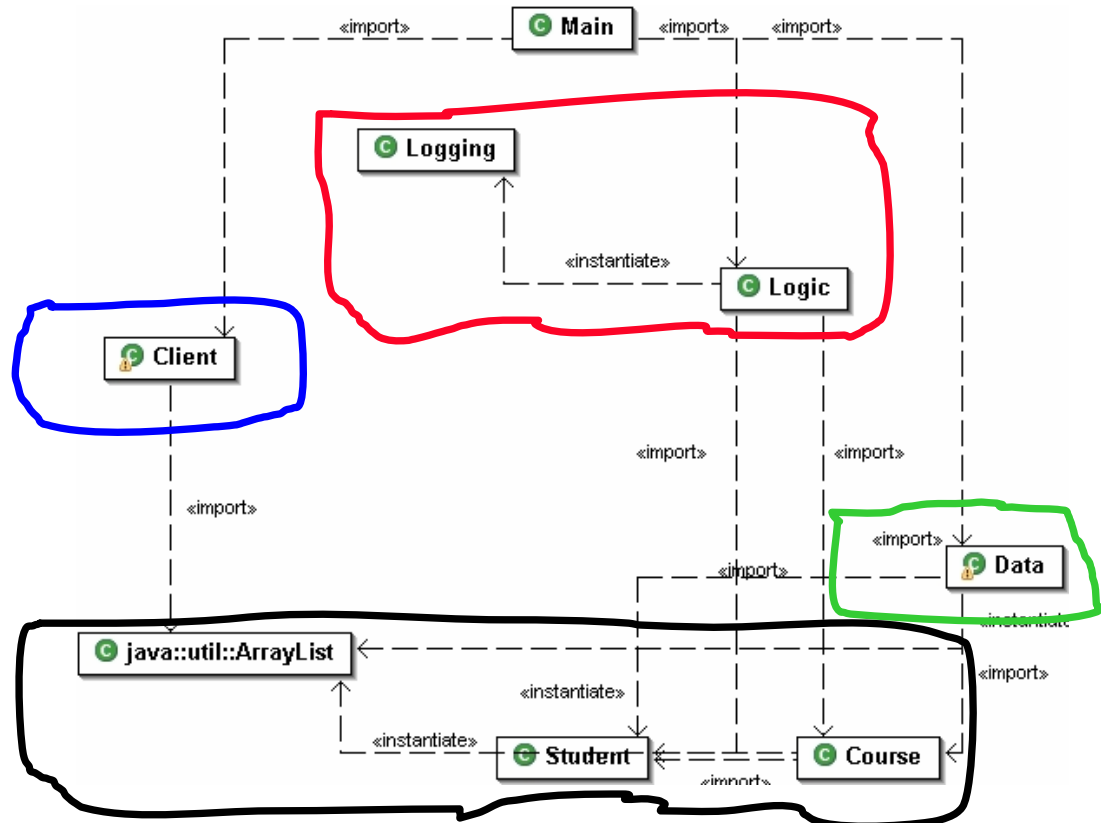 «import»
C Main
«import»
«import»
C Logging
«instantiate»
C Logic
C Client
«import»
«import»
«import»
«import»
C Data
«import»
«instantiate
C java::util::ArrayList
«import»
«instantiate»
«instantiate»
C Student
C Course
«import»